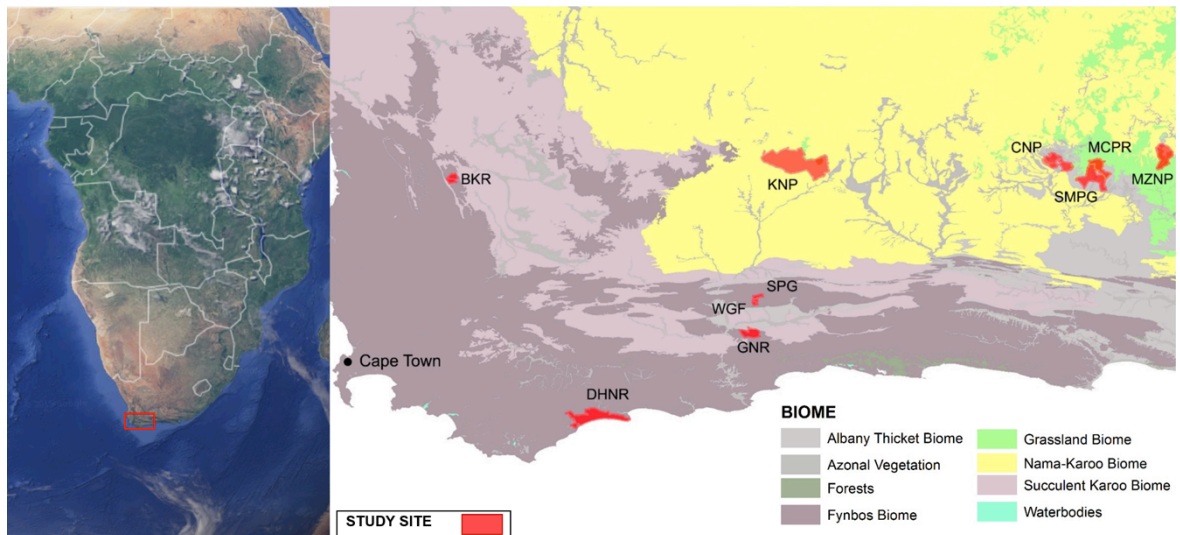 CNP
MCPR
BKR
KNP
MZNP
SMPG
SPG
WGF
GNR
Cape Town
DHNR
BIOME
Albany Thicket Biome
Azonal Vegetation
Forests
Fynbos Biome
Grassland Biome
Nama-Karoo Biome
Succulent Karoo Biome
Waterbodies
STUDY SITE